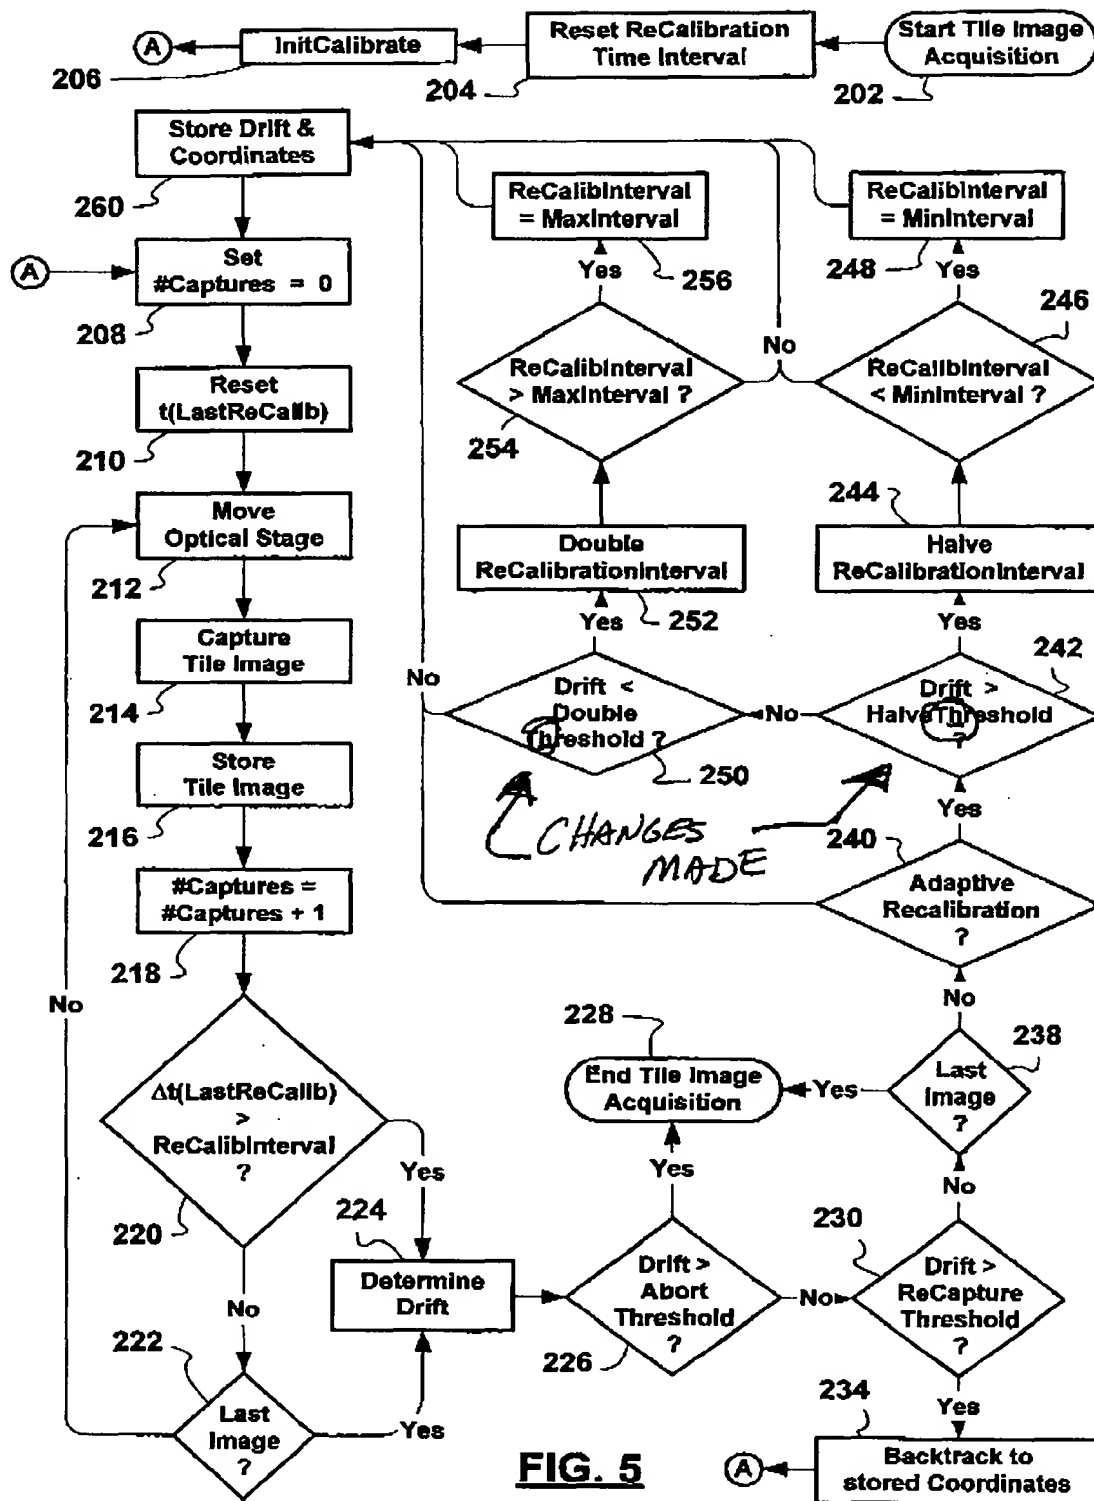 A
InitCalibrate
206
Reset ReCalibration
Time Interval
204
Start Tile Image
Acquisition
202
Store Drift &
Coordinates
260
A
Set
#Captures = 0
208
Reset
t(LastReCalib)
210
Move
Optical Stage
212
Capture
Tile Image
214
Store
Tile Image
216
#Captures =
#Captures + 1
218
No
Δt(LastReCalib)
>
ReCalibInterval
?
220
Yes
No
222
Last
Image
?
Yes
224
Determine
Drift
ReCalibInterval
= MaxInterval
256
Yes
ReCalibInterval
> MaxInterval ?
254
No
ReCalibInterval
= MinInterval
248
Yes
246
ReCalibInterval
< MinInterval ?
Double
ReCalibrationInterval
252
Yes
244
Halve
ReCalibrationInterval
Yes
242
No
Drift <
Double
Threshold ?
250
No
Drift >
HalveThreshold
?
CHANGES
MADE
Yes
240
Adaptive
Recalibration
?
No
228
End Tile Image
Acquisition
Yes
238
Last
Image
?
Yes
No
230
Drift >
Abort
Threshold
?
226
No
Drift >
ReCapture
Threshold
?
Yes
234
Backtrack to
stored Coordinates
A
FIG. 5